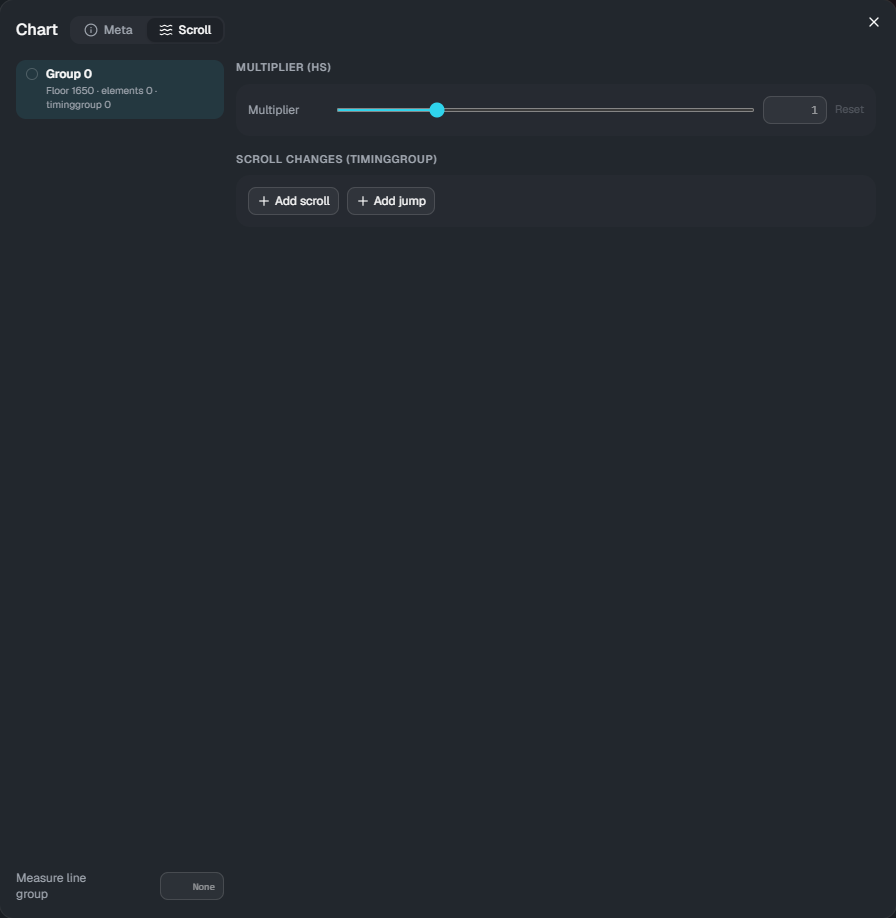 Chart
Meta
Scroll
Group 0
Floor 1650 · elements 0 ·
timinggroup 0
MULTIPLIER (HS)
Multiplier
1
Reset
SCROLL CHANGES (TIMINGGROUP)
Add scroll
Add jump
Measure line
group
None